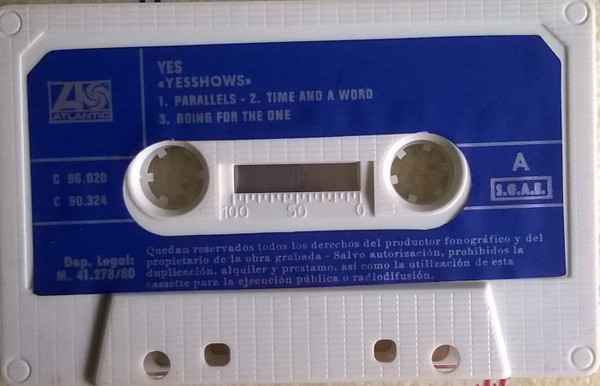 YES
«YESSHOWS»
1. PARALLELS - 2. TIME AND A WORD
3. GOING FOR THE ONE
ATLANTIC
C 96.020
C 90.324
A
S.G.A.E.
100 50 0
Dep. Legal:
M. 41.278/80
Quedan reservados todos los derechos del productor fonográfico y del
propietario de la obra grabada - Salvo autorización, prohibidos la
duplicación, alquiler y prestamo, así como la utilización de esta
cassette para la ejecución pública o radiodifusión.